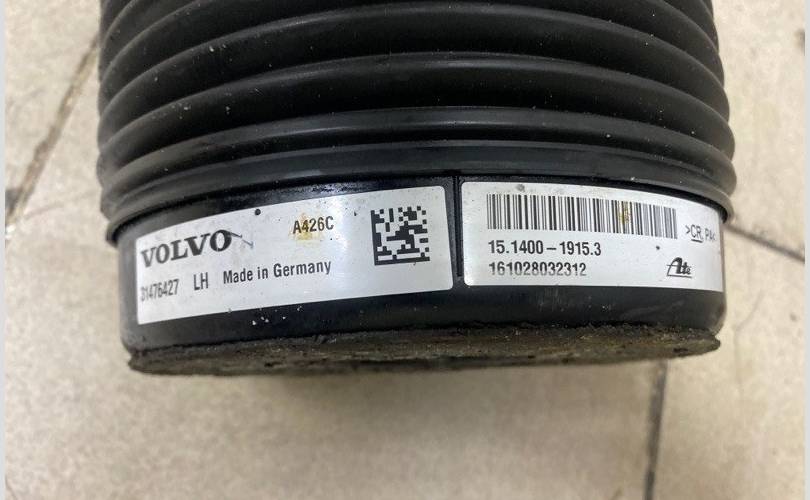 VOLVO A426C
31476427 LH Made in Germany
>CR, PA<
15.1400-1915.3
161028032312 Ate